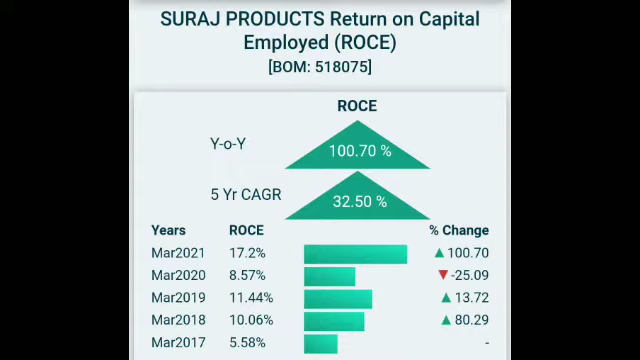 SURAJ PRODUCTS Return on Capital
Employed (ROCE)
[BOM: 518075]
ROCE
Y-o-Y 100.70 %
5 Yr CAGR 32.50 %
Years ROCE % Change
Mar2021 17.2% ▲ 100.70
Mar2020 8.57% ▼ -25.09
Mar2019 11.44% ▲ 13.72
Mar2018 10.06% ▲ 80.29
Mar2017 5.58% -